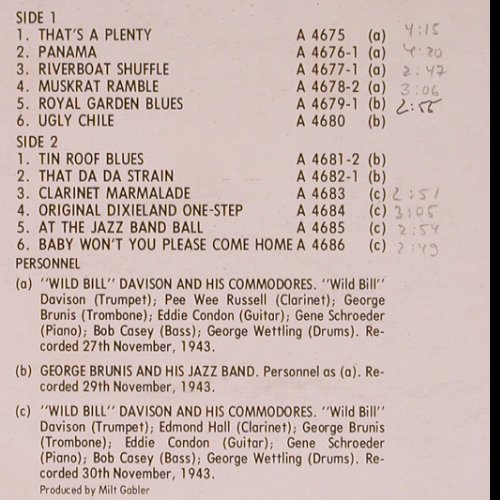 SIDE 1
1. THAT'S A PLENTY A 4675 (a) 4:15
2. PANAMA A 4676-1 (a) 4:20
3. RIVERBOAT SHUFFLE A 4677-1 (a) 2:47
4. MUSKRAT RAMBLE A 4678-2 (a) 3:06
5. ROYAL GARDEN BLUES A 4679-1 (b) 2:55
6. UGLY CHILE A 4680 (b)
SIDE 2
1. TIN ROOF BLUES A 4681-2 (b)
2. THAT DA DA STRAIN A 4682-1 (b)
3. CLARINET MARMALADE A 4683 (c) 2:51
4. ORIGINAL DIXIELAND ONE-STEP A 4684 (c) 3:05
5. AT THE JAZZ BAND BALL A 4685 (c) 2:54
6. BABY WON'T YOU PLEASE COME HOME A 4686 (c) 2:49
PERSONNEL
(a) "WILD BILL" DAVISON AND HIS COMMODORES. "Wild Bill"
Davison (Trumpet); Pee Wee Russell (Clarinet); George
Brunis (Trombone); Eddie Condon (Guitar); Gene Schroeder
(Piano); Bob Casey (Bass); George Wettling (Drums). Re-
corded 27th November, 1943.
(b) GEORGE BRUNIS AND HIS JAZZ BAND. Personnel as (a). Re-
corded 29th November, 1943.
(c) "WILD BILL" DAVISON AND HIS COMMODORES. "Wild Bill"
Davison (Trumpet); Edmond Hall (Clarinet); George Brunis
(Trombone); Eddie Condon (Guitar); Gene Schroeder
(Piano); Bob Casey (Bass); George Wettling (Drums). Re-
corded 30th November, 1943.
Produced by Milt Gabler